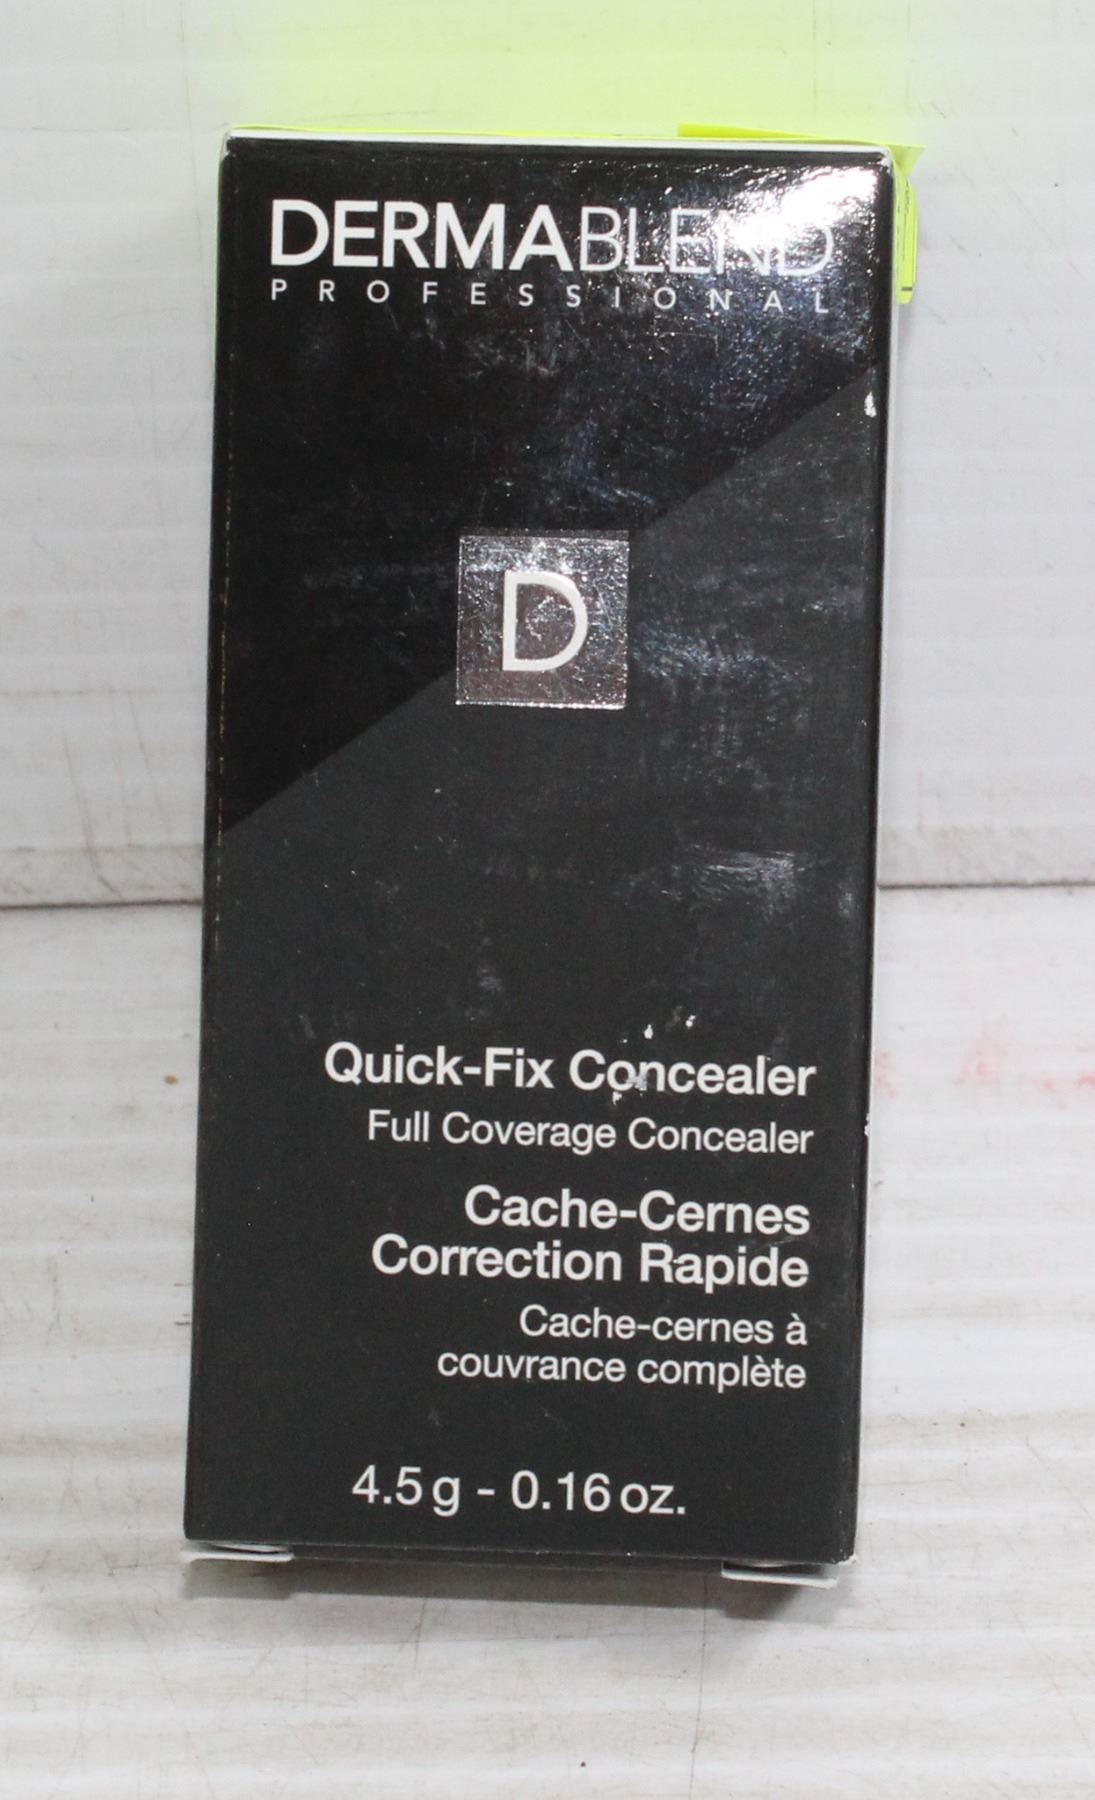 DERMABLEND
PROFESSIONAL
D
Quick-Fix Concealer
Full Coverage Concealer
Cache-Cernes
Correction Rapide
Cache-cernes à
couvrance complète
4.5 g - 0.16 oz.